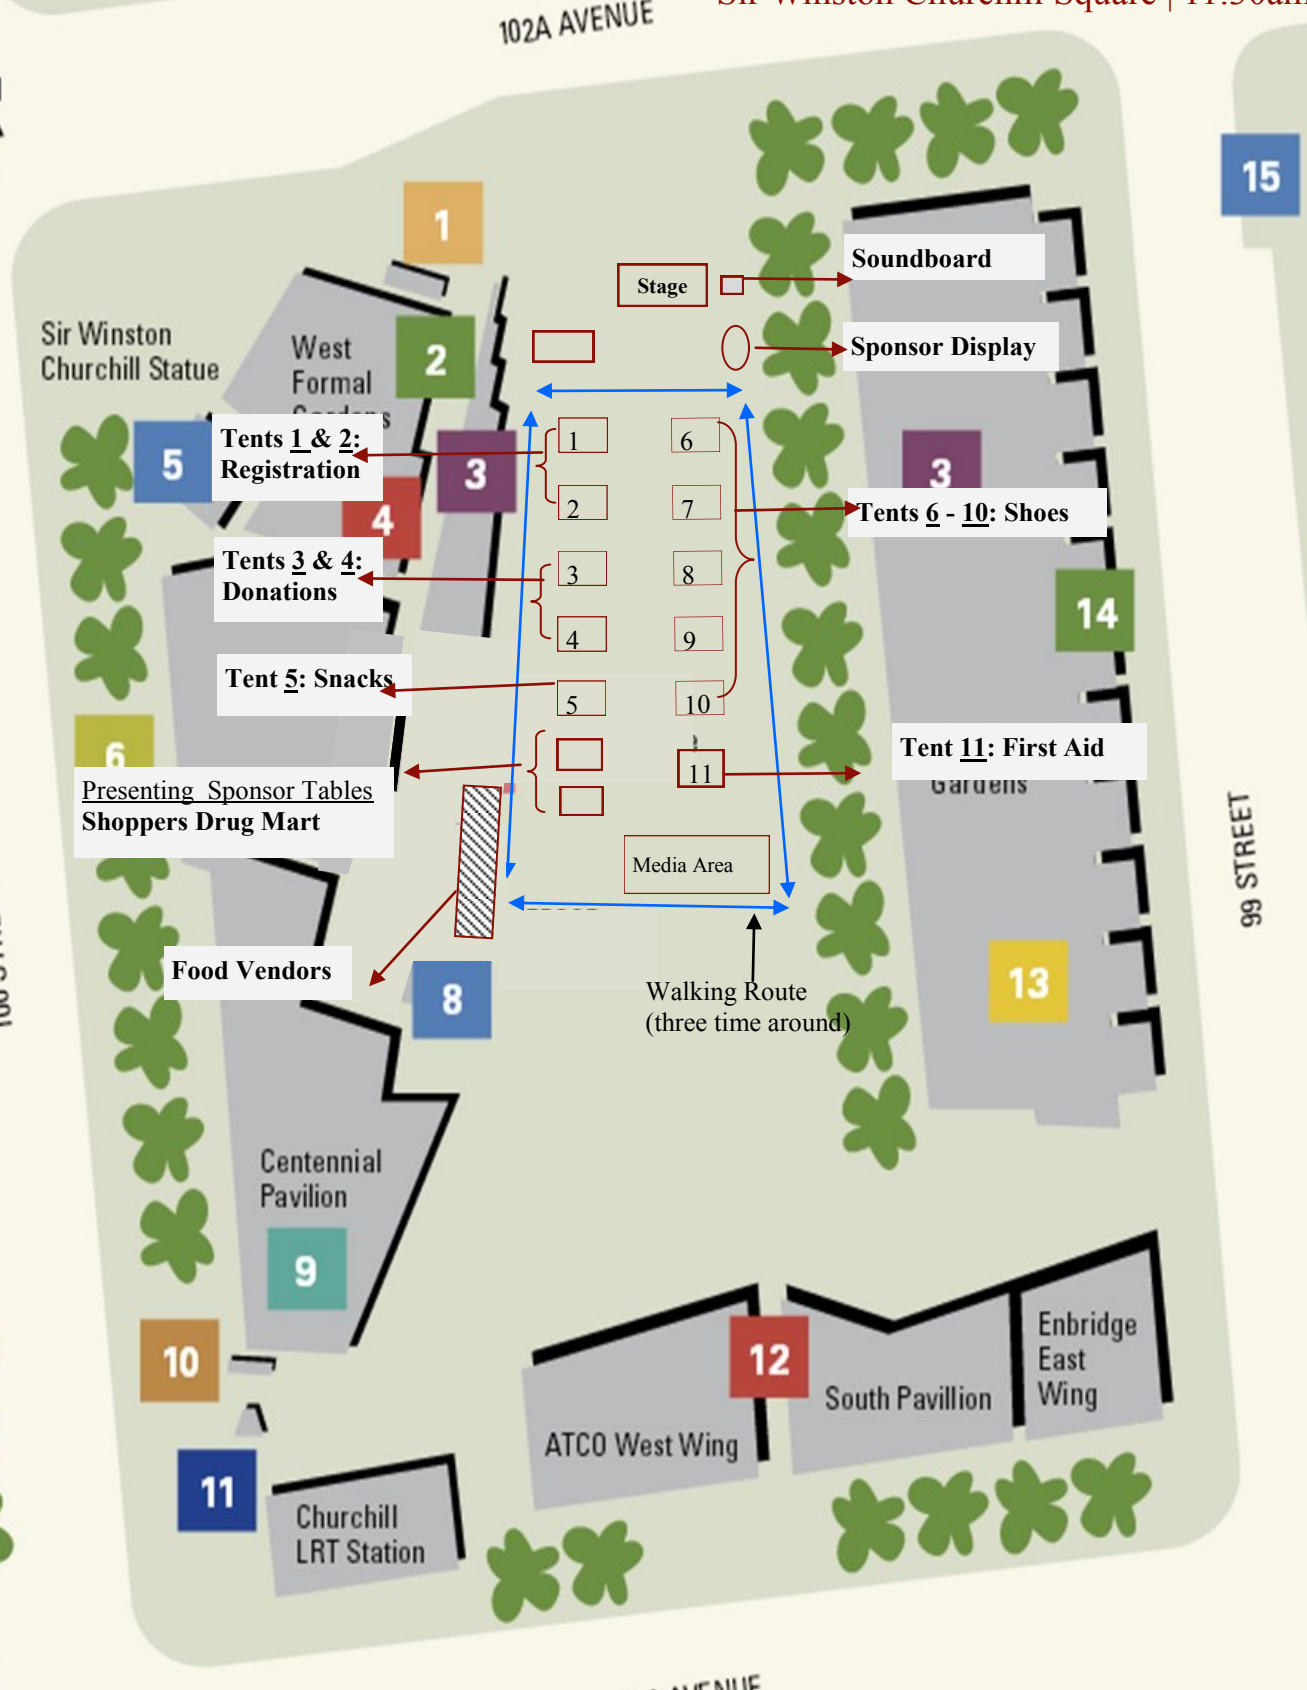 102A AVENUE
15
1
Stage
Soundboard
Sir Winston
Churchill Statue
West
Formal
2
Sponsor Display
5
Tents 1 & 2:
Registration
3
4
1
2
3
4
5
6
7
8
9
10
11
3
Tents 6 - 10: Shoes
Tents 3 & 4:
Donations
14
Tent 5: Snacks
6
Tent 11: First Aid
Gardens
Presenting Sponsor Tables
Shoppers Drug Mart
Media Area
99 STREET
Food Vendors
8
13
Walking Route
(three time around)
Centennial
Pavilion
9
10
11
12
Enbridge
East
Wing
South Pavillion
ATCO West Wing
Churchill
LRT Station
AVENUE